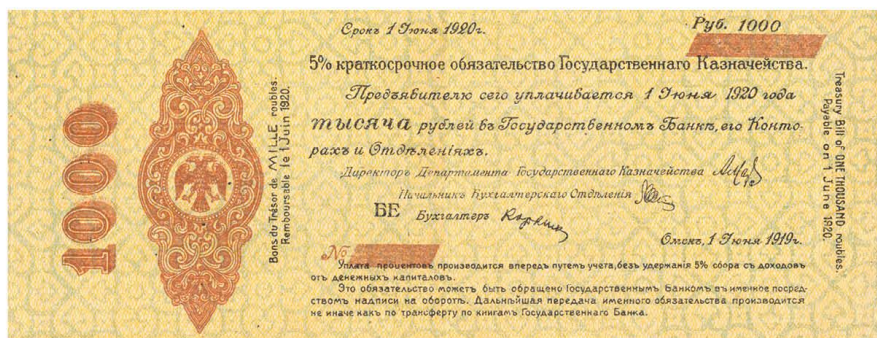 Срокъ 1 Іюня 1920 г.
Руб. 1000
5% краткосрочное обязательство Государственнаго Казначейства.
Предъявителю сего уплачивается 1 Іюня 1920 года
тысяча рублей въ Государственномъ Банкѣ, его Конто-
рахъ и Отдѣленіяхъ.
Директоръ Департамента Государственнаго Казначейства
Начальникъ Бухгалтерскаго Отдѣленія
БЕ Бухгалтеръ
№
Омскъ, 1 Іюня 1919 г.
Уплата процентовъ производится впередъ путемъ учета, безъ удержанія 5% сбора съ доходовъ
отъ денежныхъ капиталовъ.
Это обязательство можетъ быть обращено Государственнымъ Банкомъ въ именное посред-
ствомъ надписи на оборотѣ. Дальнѣйшая передача именного обязательства производится
не иначе какъ по трансферту по книгамъ Государственнаго Банка.
1000
Bons du Trésor de MILLE roubles.
Remboursable le 1 Juin 1920.
Treasury Bill of ONE THOUSAND roubles.
Payable on 1 June 1920.